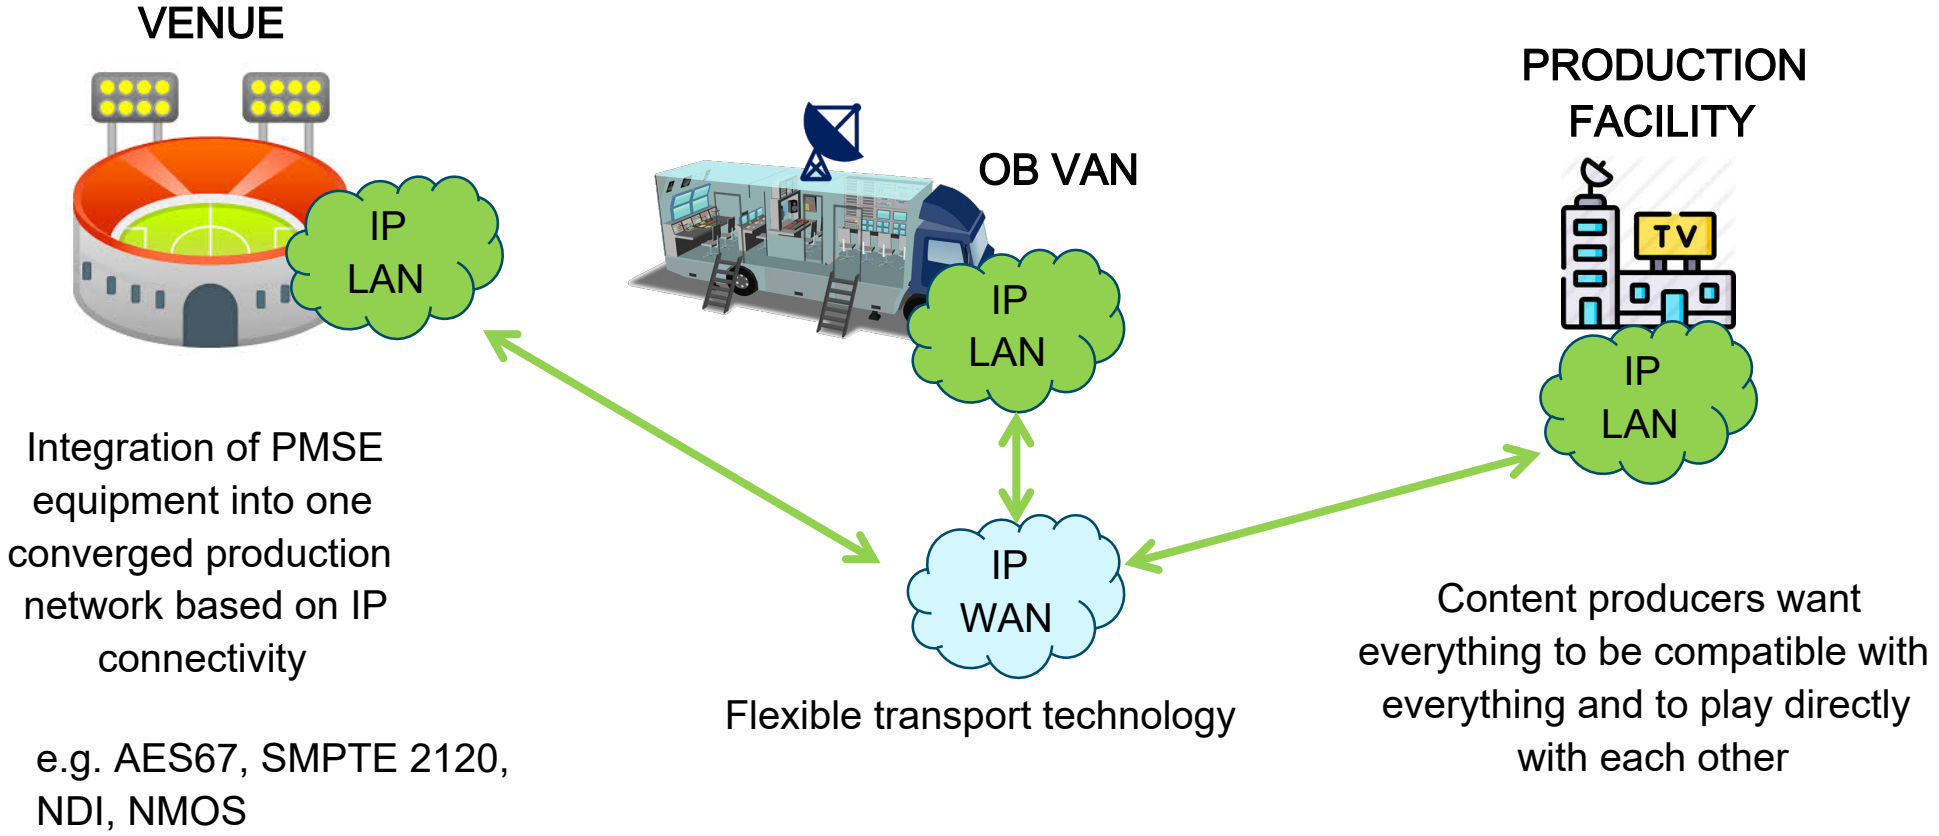 VENUE
IP
LAN
Integration of PMSE
equipment into one
converged production
network based on IP
connectivity
e.g. AES67, SMPTE 2120,
NDI, NMOS
OB VAN
IP
LAN
IP
WAN
Flexible transport technology
PRODUCTION
FACILITY
TV
IP
LAN
Content producers want
everything to be compatible with
everything and to play directly
with each other